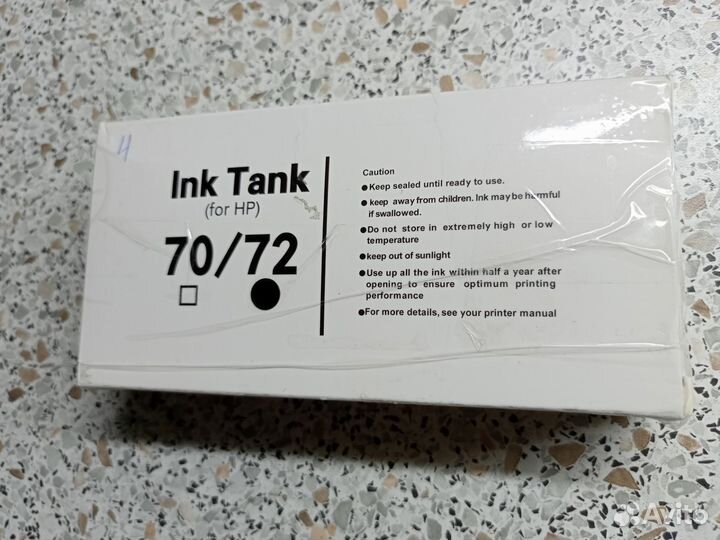 Ink Tank
(for HP)
70/72
Caution
●Keep sealed until ready to use.
● keep away from children. Ink may be harmful
if swallowed.
●Do not store in extremely high or low
temperature
●keep out of sunlight
●Use up all the ink within half a year after
opening to ensure optimum printing
performance
●For more details, see your printer manual
Avito